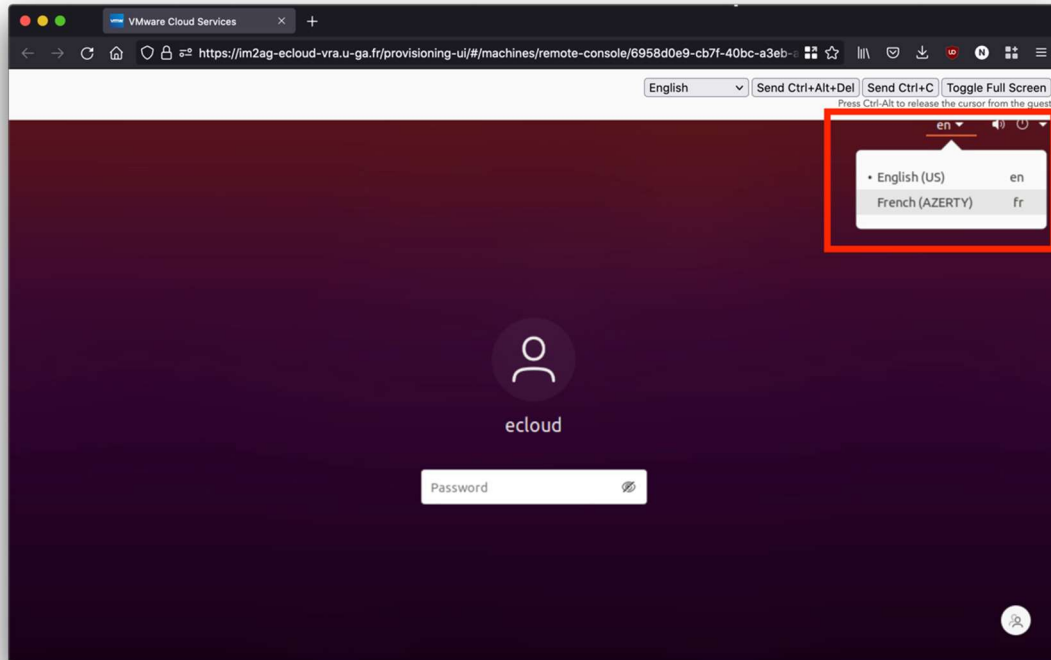 VMware Cloud Services
https://im2ag-ecloud-vra.u-ga.fr/provisioning-ui/#/machines/remote-console/6958d0e9-cb7f-40bc-a3eb-
English Send Ctrl+Alt+Del Send Ctrl+C Toggle Full Screen
Press Ctrl-Alt to release the cursor from the guest
en
• English (US) en
French (AZERTY) fr
ecloud
Password